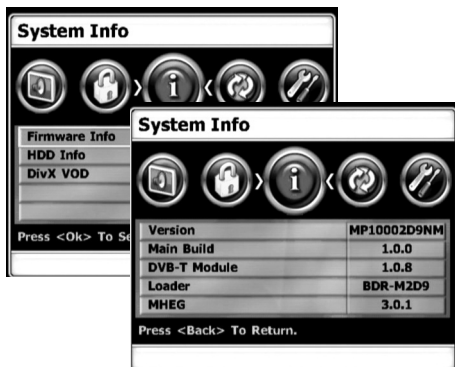 System Info
Firmware Info
HDD Info
DivX VOD
Press <Ok> To Se
System Info
Version MP10002D9NM
Main Build 1.0.0
DVB-T Module 1.0.8
Loader BDR-M2D9
MHEG 3.0.1
Press <Back> To Return.